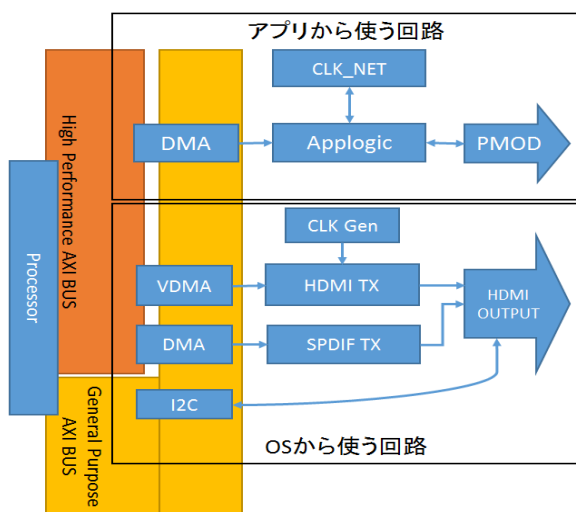 アプリから使う回路
CLK_NET
DMA
Applogic
PMOD
High Performance AXI BUS
Processor
CLK Gen
VDMA
HDMI TX
HDMI
OUTPUT
DMA
SPDIF TX
General Purpose
AXI BUS
I2C
OSから使う回路